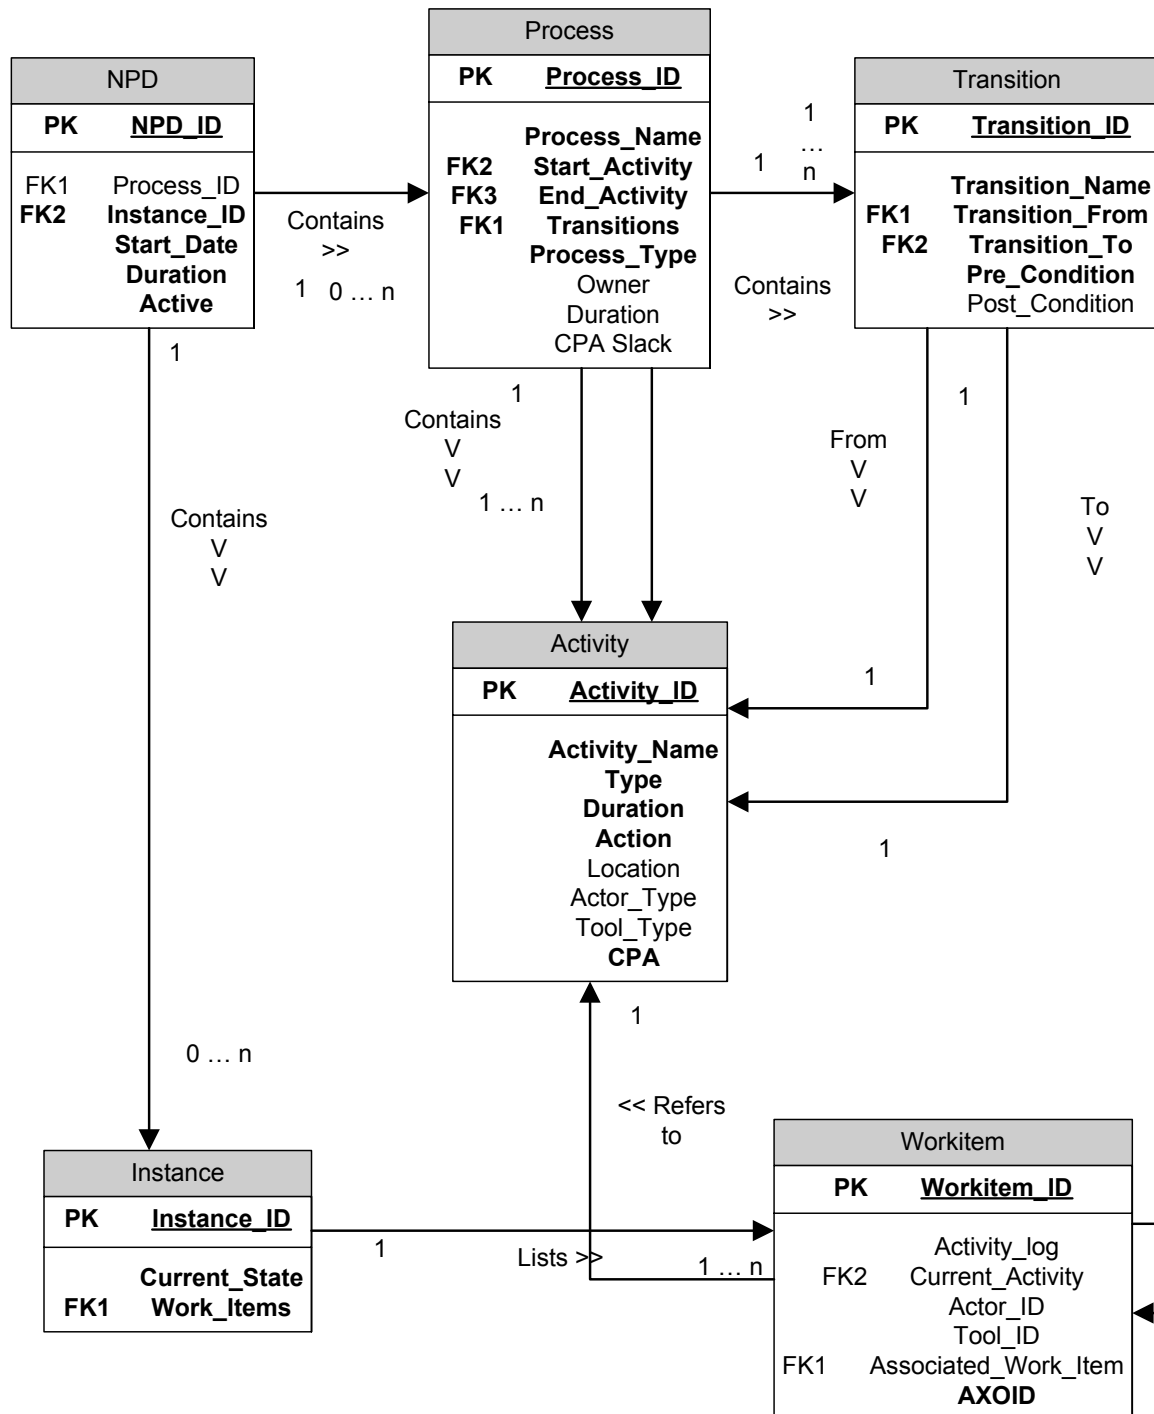 Process
PK Process_ID
Process_Name
FK2 Start_Activity
FK3 End_Activity
FK1 Transitions
Process_Type
Owner
Duration
CPA Slack
NPD
PK NPD_ID
FK1 Process_ID
FK2 Instance_ID
Start_Date
Duration
Active
Transition
PK Transition_ID
Transition_Name
FK1 Transition_From
FK2 Transition_To
Pre_Condition
Post_Condition
Contains
>>
1 0 … n
1
1
…
n
Contains
>>
1
1
1
Contains
V
V
1 … n
From
V
V
To
V
V
Contains
V
V
Activity
PK Activity_ID
Activity_Name
Type
Duration
Action
Location
Actor_Type
Tool_Type
CPA
1
1
1
0 … n
<< Refers
to
Instance
PK Instance_ID
Current_State
FK1 Work_Items
1
Lists >>
1 … n
Workitem
PK Workitem_ID
Activity_log
FK2 Current_Activity
Actor_ID
Tool_ID
FK1 Associated_Work_Item
AXOID